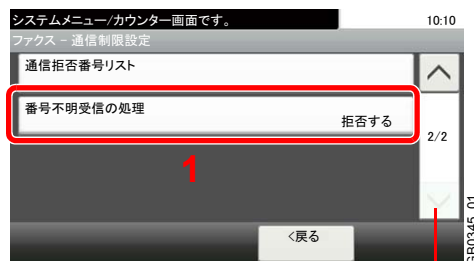 システムメニュー/カウンター画面です。
10:10
ファクス - 通信制限設定
通信拒否番号リスト
番号不明受信の処理
拒否する
2/2
1
<戻る
GB0345_01